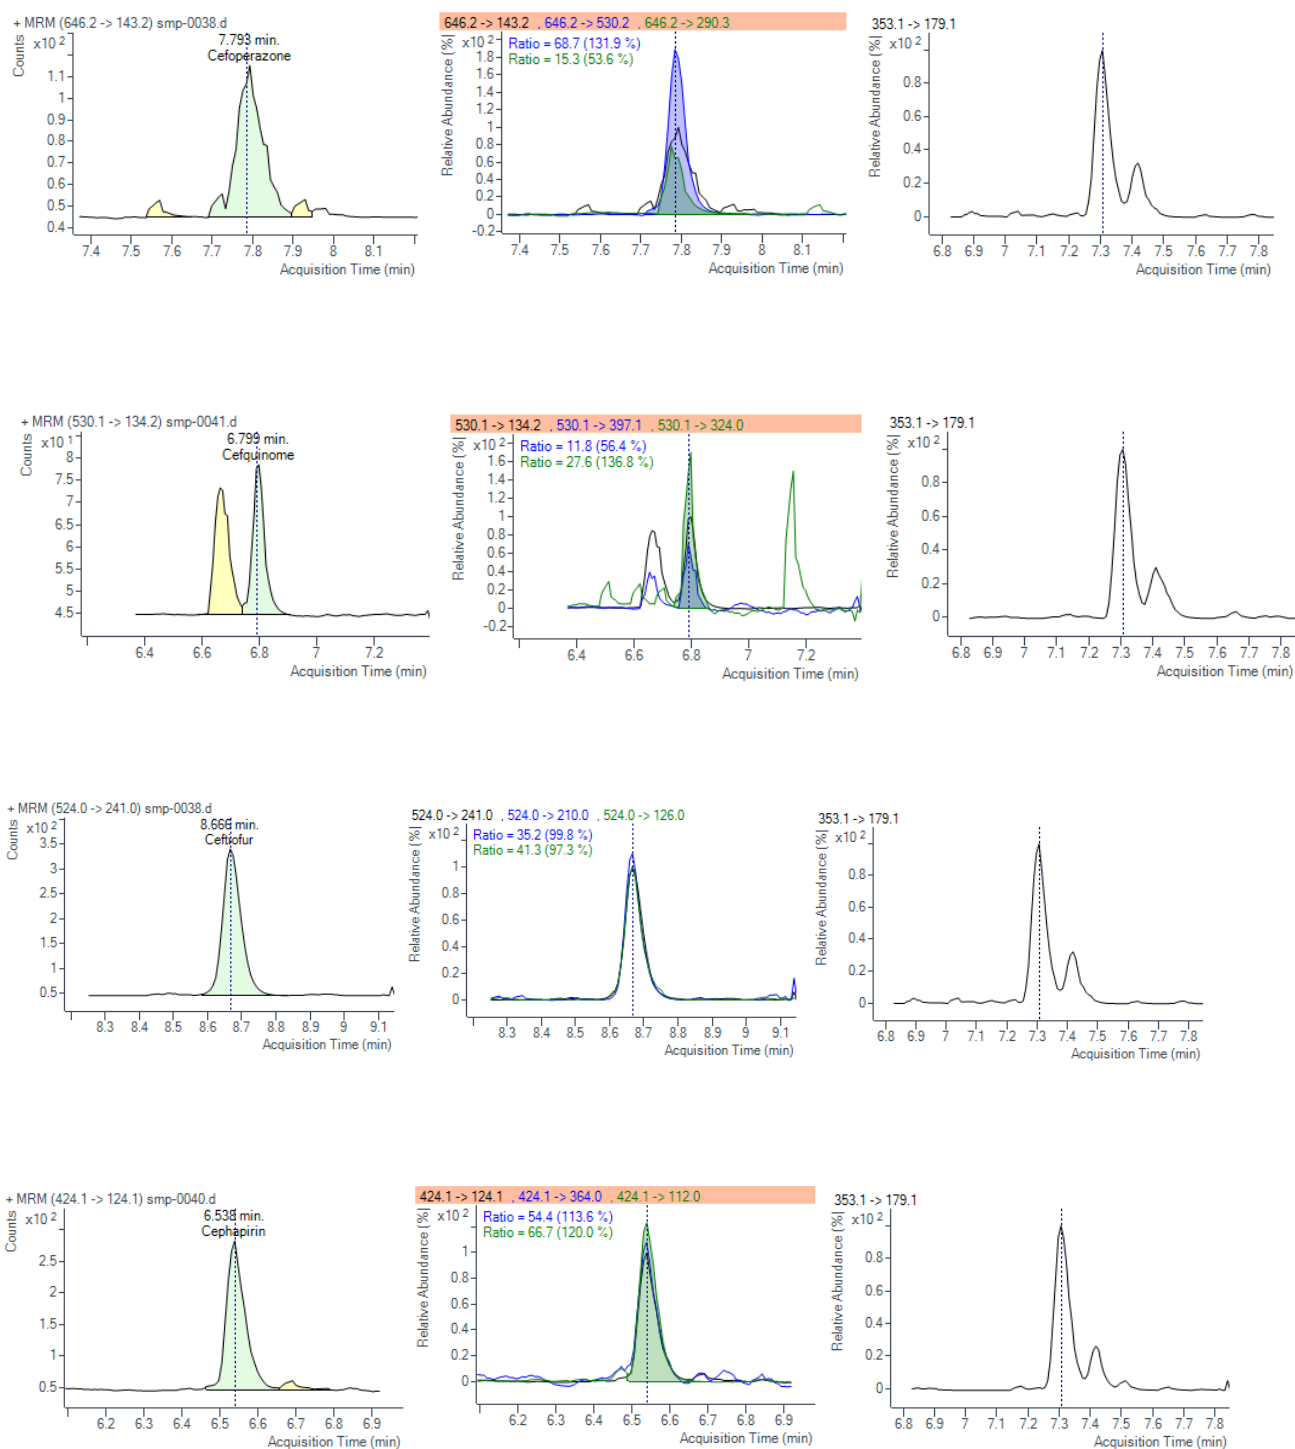 + MRM (646.2 -> 143.2) smp-0038.d
Counts
x10 2
7.793 min.
Cefoperazone
1.1
1
0.9
0.8
0.7
0.6
0.5
0.4
7.4 7.5 7.6 7.7 7.8 7.9 8 8.1
Acquisition Time (min)
646.2 -> 143.2 , 646.2 -> 530.2 , 646.2 -> 290.3
Relative Abundance (%)
x10 2
Ratio = 68.7 (131.9 %)
Ratio = 15.3 (53.6 %)
1.8
1.6
1.4
1.2
1
0.8
0.6
0.4
0.2
0
-0.2
7.4 7.5 7.6 7.7 7.8 7.9 8 8.1
Acquisition Time (min)
353.1 -> 179.1
Relative Abundance (%)
x10 2
1
0.8
0.6
0.4
0.2
0
6.8 6.9 7 7.1 7.2 7.3 7.4 7.5 7.6 7.7 7.8
Acquisition Time (min)
+ MRM (530.1 -> 134.2) smp-0041.d
Counts
x10 1
6.799 min.
Cefquinome
8
7.5
7
6.5
6
5.5
5
4.5
6.4 6.6 6.8 7 7.2
Acquisition Time (min)
530.1 -> 134.2 , 530.1 -> 397.1 , 530.1 -> 324.0
Relative Abundance (%)
x10 2
Ratio = 11.8 (56.4 %)
Ratio = 27.6 (136.8 %)
1.8
1.6
1.4
1.2
1
0.8
0.6
0.4
0.2
0
-0.2
6.4 6.6 6.8 7 7.2
Acquisition Time (min)
353.1 -> 179.1
Relative Abundance (%)
x10 2
1
0.8
0.6
0.4
0.2
0
6.8 6.9 7 7.1 7.2 7.3 7.4 7.5 7.6 7.7 7.8
Acquisition Time (min)
+ MRM (524.0 -> 241.0) smp-0038.d
Counts
x10 2
8.666 min.
Ceftiofur
3.5
3
2.5
2
1.5
1
0.5
8.3 8.4 8.5 8.6 8.7 8.8 8.9 9 9.1
Acquisition Time (min)
524.0 -> 241.0 , 524.0 -> 210.0 , 524.0 -> 126.0
Relative Abundance (%)
x10 2
Ratio = 35.2 (99.8 %)
Ratio = 41.3 (97.3 %)
1
0.8
0.6
0.4
0.2
0
8.3 8.4 8.5 8.6 8.7 8.8 8.9 9 9.1
Acquisition Time (min)
353.1 -> 179.1
Relative Abundance (%)
x10 2
1
0.8
0.6
0.4
0.2
0
6.8 6.9 7 7.1 7.2 7.3 7.4 7.5 7.6 7.7 7.8
Acquisition Time (min)
+ MRM (424.1 -> 124.1) smp-0040.d
Counts
x10 2
6.538 min.
Cephapirin
2.5
2
1.5
1
0.5
6.1 6.2 6.3 6.4 6.5 6.6 6.7 6.8 6.9
Acquisition Time (min)
424.1 -> 124.1 , 424.1 -> 364.0 , 424.1 -> 112.0
Relative Abundance (%)
x10 2
Ratio = 54.4 (113.6 %)
Ratio = 66.7 (120.0 %)
1.2
1
0.8
0.6
0.4
0.2
0
6.2 6.3 6.4 6.5 6.6 6.7 6.8 6.9
Acquisition Time (min)
353.1 -> 179.1
Relative Abundance (%)
x10 2
1
0.8
0.6
0.4
0.2
0
6.8 6.9 7 7.1 7.2 7.3 7.4 7.5 7.6 7.7 7.8
Acquisition Time (min)